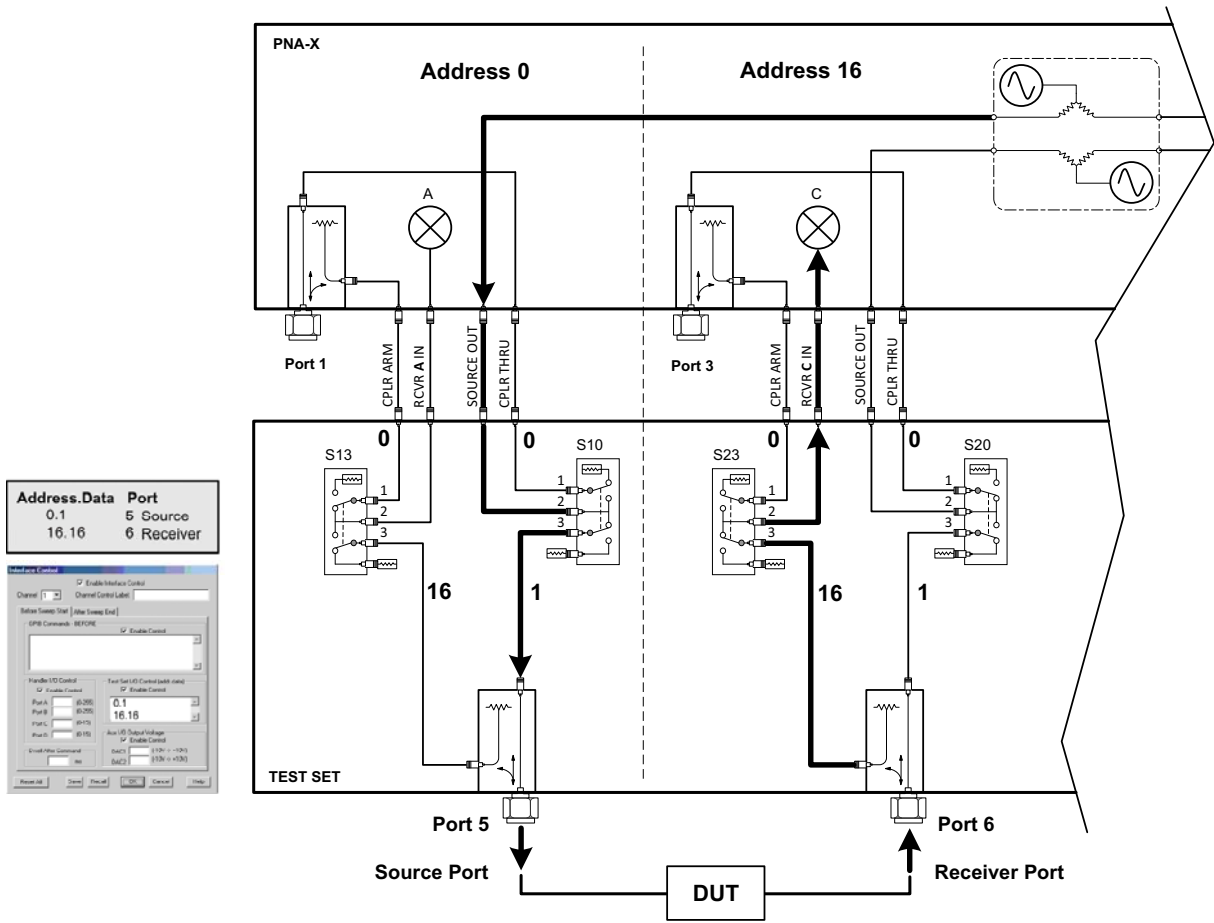 PNA-X
Address 0
Address 16
A
C
Port 1
CPLR ARM
RCVR A IN
SOURCE OUT
CPLR THRU
Port 3
CPLR ARM
RCVR C IN
SOURCE OUT
CPLR THRU
0
0
0
0
S13
S10
S23
S20
1
2
3
1
2
3
1
2
3
1
2
3
16
1
16
1
TEST SET
Port 5
Port 6
Source Port
Receiver Port
DUT
Address.Data Port
0.1 5 Source
16.16 6 Receiver
Interface Control
Enable Interface Control
Channel 1 Channel Control Label
Before Sweep Start After Sweep End
GPIB Commands - BEFORE
Enable Control
Handler I/O Control
Enable Control
Port A (0-255)
Port B (0-255)
Port C (0-15)
Port D (0-15)
Test Set I/O Control (addr.data)
Enable Control
0.1
16.16
Aux I/O Output Voltage
Enable Control
DAC1
DAC2
ms
Reset All Save Recall OK Cancel Help